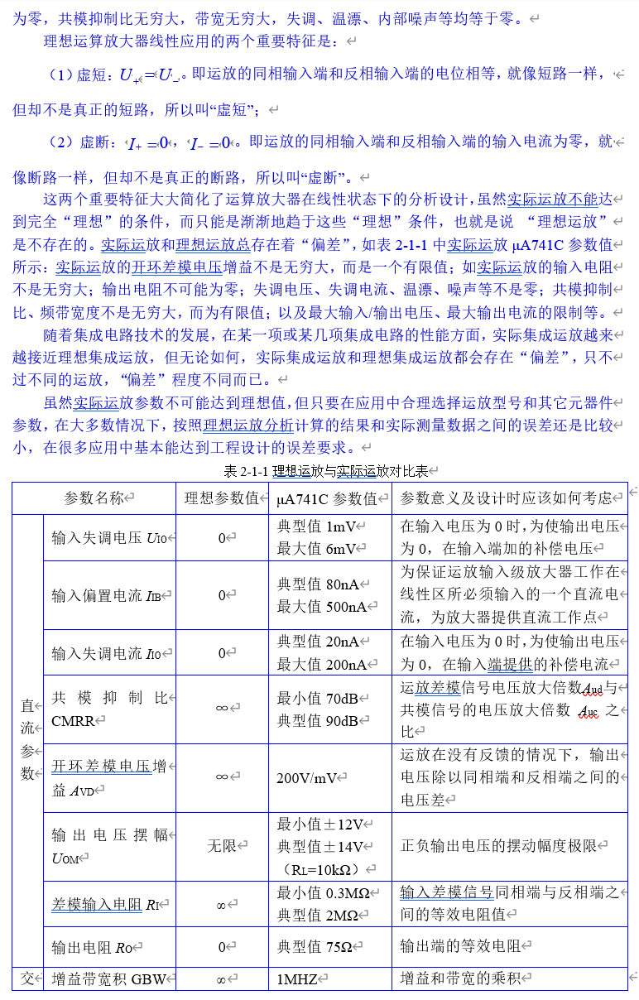 为零，共模抑制比无穷大，带宽无穷大，失调、温漂、内部噪声等均等于零。
理想运算放大器线性应用的两个重要特征是：
（1）虚短：U+=U-。即运放的同相输入端和反相输入端的电位相等，就像短路一样，
但却不是真正的短路，所以叫“虚短”；
（2）虚断：I+ =0，I- =0。即运放的同相输入端和反相输入端的输入电流为零，就
像断路一样，但却不是真正的断路，所以叫“虚断”。
这两个重要特征大大简化了运算放大器在线性状态下的分析设计，虽然实际运放不能达
到完全“理想”的条件，而只能是渐渐地趋于这些“理想”条件，也就是说 “理想运放”
是不存在的。实际运放和理想运放总存在着“偏差”，如表 2-1-1 中实际运放 μA741C 参数值
所示：实际运放的开环差模电压增益不是无穷大，而是一个有限值；如实际运放的输入电阻
不是无穷大；输出电阻不可能为零；失调电压、失调电流、温漂、噪声等不是零；共模抑制
比、频带宽度不是无穷大，而为有限值；以及最大输入/输出电压、最大输出电流的限制等。
随着集成电路技术的发展，在某一项或某几项集成电路的性能方面，实际集成运放越来
越接近理想集成运放，但无论如何，实际集成运放和理想集成运放都会存在“偏差”，只不
过不同的运放，“偏差”程度不同而已。
虽然实际运放参数不可能达到理想值，但只要在应用中合理选择运放型号和其它元器件
参数，在大多数情况下，按照理想运放分析计算的结果和实际测量数据之间的误差还是比较
小，在很多应用中基本能达到工程设计的误差要求。
表 2-1-1 理想运放与实际运放对比表
参数名称 理想参数值 μA741C 参数值 参数意义及设计时应该如何考虑
直
流
参
数
输入失调电压 UIO
0
典型值 1mV
最大值 6mV
在输入电压为 0 时，为使输出电压
为 0，在输入端加的补偿电压
输入偏置电流 IIB
0
典型值 80nA
最大值 500nA
为保证运放输入级放大器工作在
线性区所必须输入的一个直流电
流，为放大器提供直流工作点
输入失调电流 IIO
0
典型值 20nA
最大值 200nA
在输入电压为 0 时，为使输出电压
为 0，在输入端提供的补偿电流
共模抑制比
CMRR
∞
最小值 70dB
典型值 90dB
运放差模信号电压放大倍数Aud与
共模信号的电压放大倍数 Auc 之
比
开环差模电压增
益 AVD
∞
200V/mV
运放在没有反馈的情况下，输出
电压除以同相端和反相端之间的
电压差
输出电压摆幅
UOM
无限
最小值±12V
典型值±14V
（RL=10kΩ）
正负输出电压的摆动幅度极限
差模输入电阻 RI
∞
最小值 0.3MΩ
典型值 2MΩ
输入差模信号同相端与反相端之
间的等效电阻值
输出电阻 RO
0
典型值 75Ω
输出端的等效电阻
交
增益带宽积 GBW
∞
1MHZ
增益和带宽的乘积